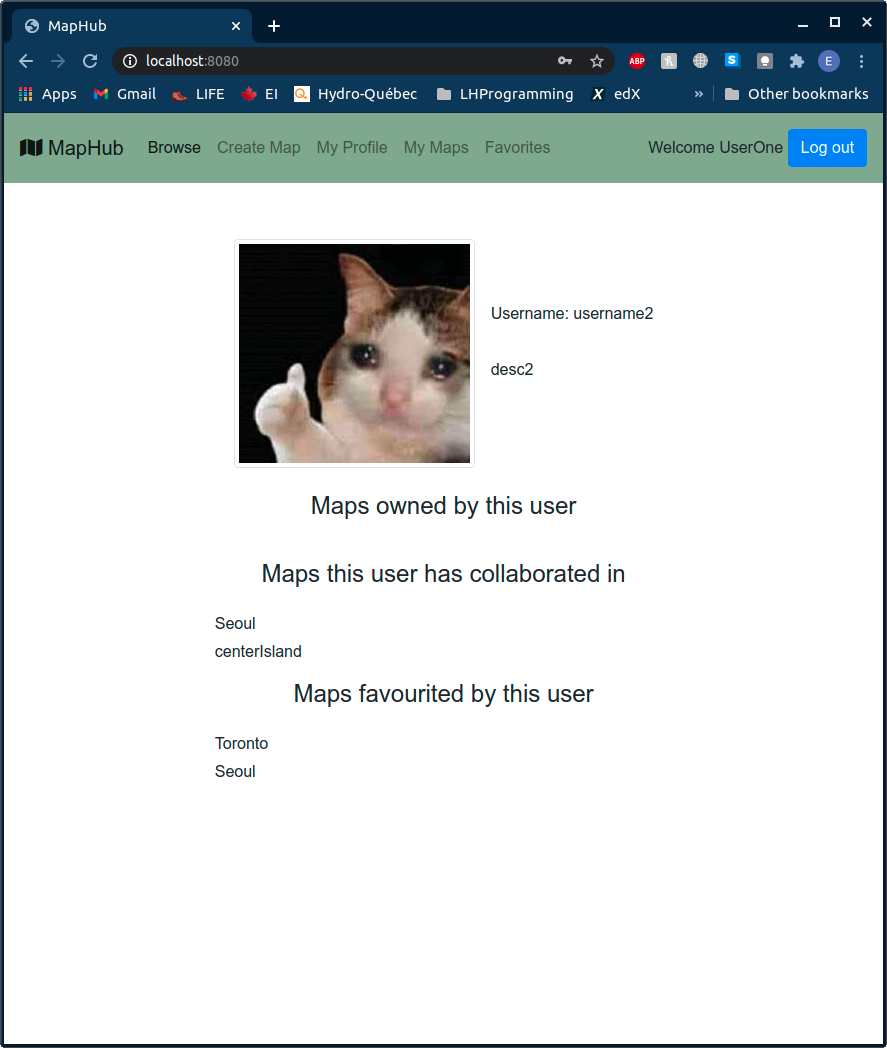 MapHub
localhost:8080
ABP
S
E
Apps Gmail LIFE EI Hydro-Québec LHProgramming X edX » Other bookmarks
MapHub Browse Create Map My Profile My Maps Favorites Welcome UserOne Log out
Username: username2
desc2
Maps owned by this user
Maps this user has collaborated in
Seoul
centerIsland
Maps favourited by this user
Toronto
Seoul